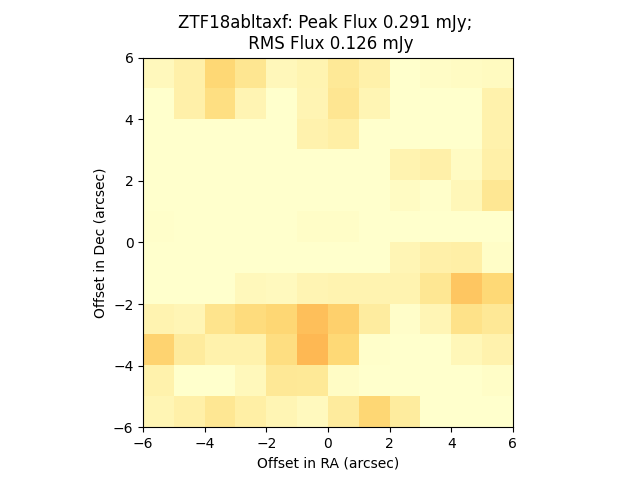 ZTF18abltaxf: Peak Flux 0.291 mJy;
RMS Flux 0.126 mJy
6
4
2
0
−2
−4
−6
Offset in Dec (arcsec)
−6 −4 −2 0 2 4 6
Offset in RA (arcsec)